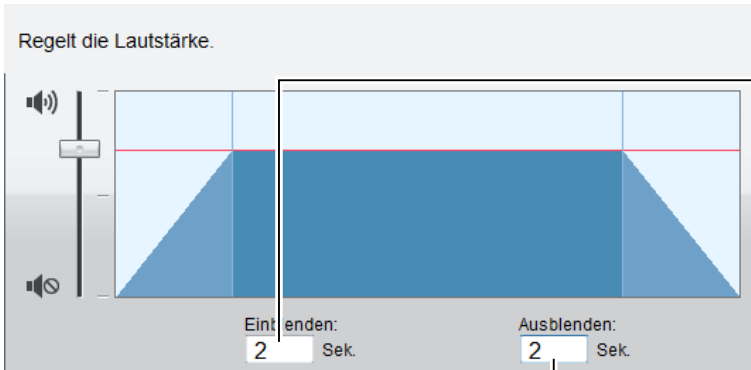 Regelt die Lautstärke.
Einblenden: Ausblenden:
2 Sek. 2 Sek.